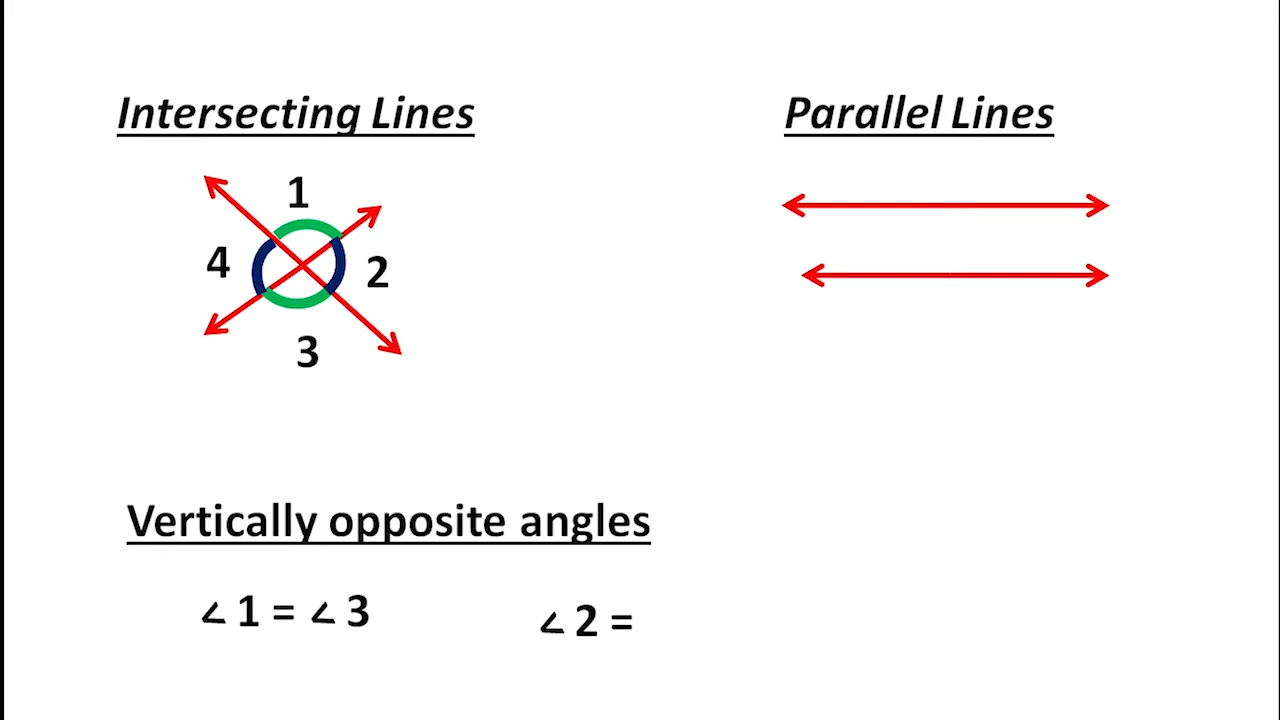 Intersecting Lines
Parallel Lines
1
4
2
3
Vertically opposite angles
∠1 = ∠3
∠2 =